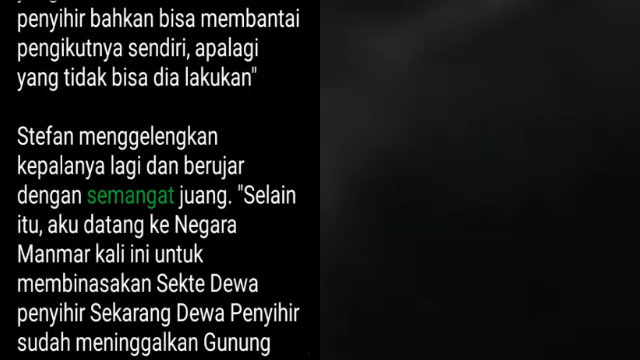 penyihir bahkan bisa membantai
pengikutnya sendiri, apalagi
yang tidak bisa dia lakukan"
Stefan menggelengkan
kepalanya lagi dan berujar
dengan semangat juang. "Selain
itu, aku datang ke Negara
Manmar kali ini untuk
membinasakan Sekte Dewa
penyihir Sekarang Dewa Penyihir
sudah meninggalkan Gunung